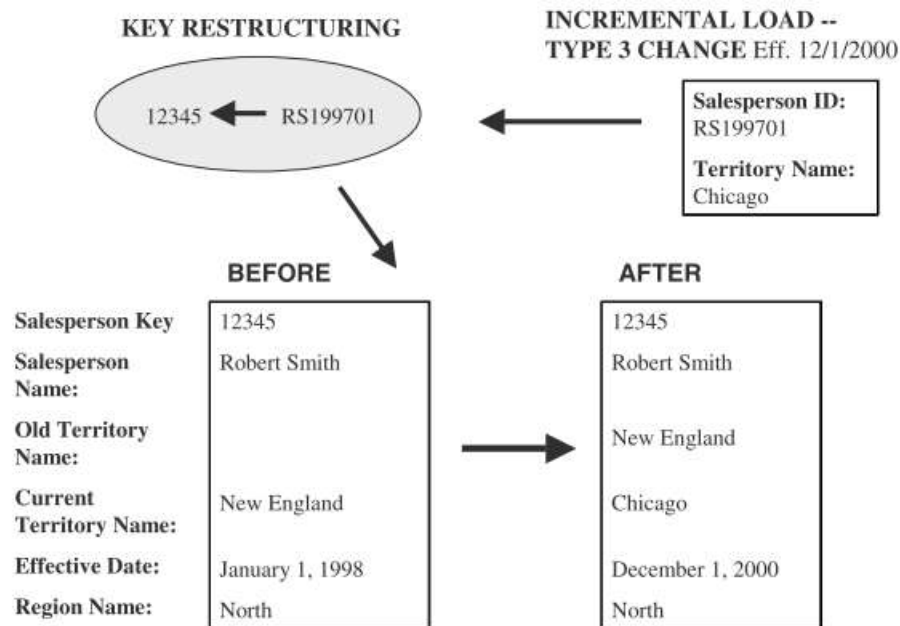 KEY RESTRUCTURING
INCREMENTAL LOAD --
TYPE 3 CHANGE Eff. 12/1/2000
12345
RS199701
Salesperson ID:
RS199701
Territory Name:
Chicago
BEFORE
AFTER
Salesperson Key
12345
12345
Salesperson
Name:
Robert Smith
Robert Smith
Old Territory
Name:
New England
Current
Territory Name:
New England
Chicago
Effective Date:
January 1, 1998
December 1, 2000
Region Name:
North
North